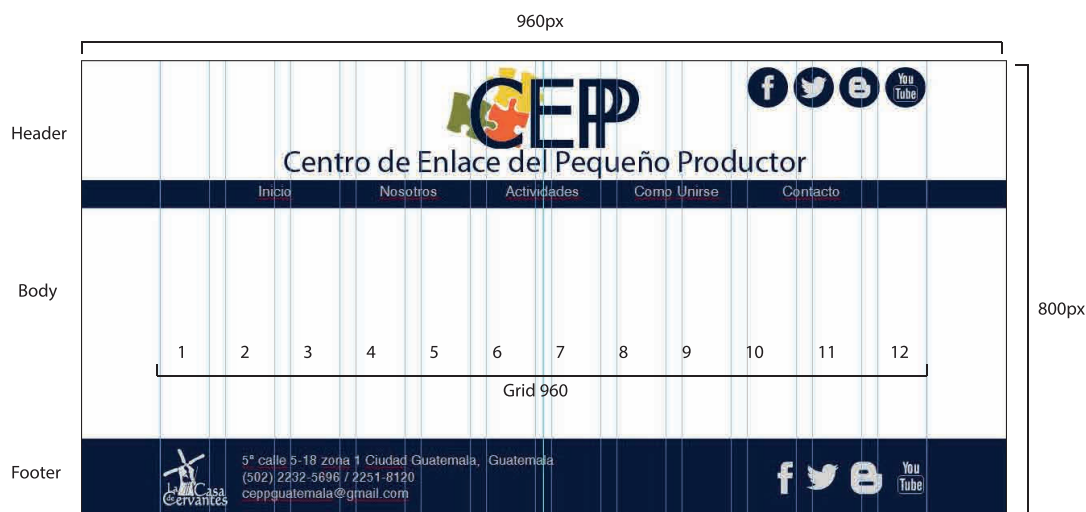 960px
Header
CEPP
You
Tube
Centro de Enlace del Pequeño Productor
Inicio Nosotros Actividades Como Unirse Contacto
Body
800px
1 2 3 4 5 6 7 8 9 10 11 12
Grid 960
Footer
La Casa
de Cervantes
5ª calle 5-18 zona 1 Ciudad Guatemala, Guatemala
(502) 2232-5696 / 2251-8120
ceppguatemala@gmail.com
You
Tube